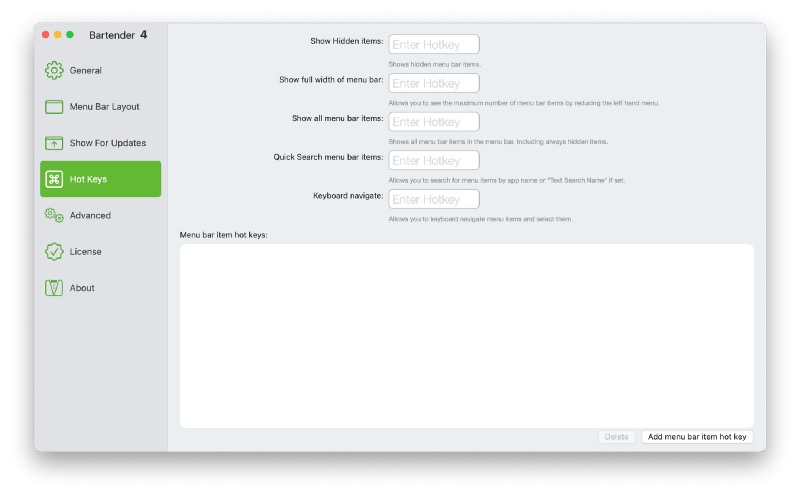 Bartender 4
General
Menu Bar Layout
Show For Updates
Hot Keys
Advanced
License
About
Show Hidden items: Enter Hotkey
Shows hidden menu bar items.
Show full width of menu bar: Enter Hotkey
Allows you to see the maximum number of menu bar items by reducing the left hand menu.
Show all menu bar items: Enter Hotkey
Shows all menu bar items in the menu bar. Including always hidden items.
Quick Search menu bar items: Enter Hotkey
Allows you to search for menu items by app name or "Text Search Name" if set.
Keyboard navigate: Enter Hotkey
Allows you to keyboard navigate menu items and select them.
Menu bar item hot keys:
Delete Add menu bar item hot key